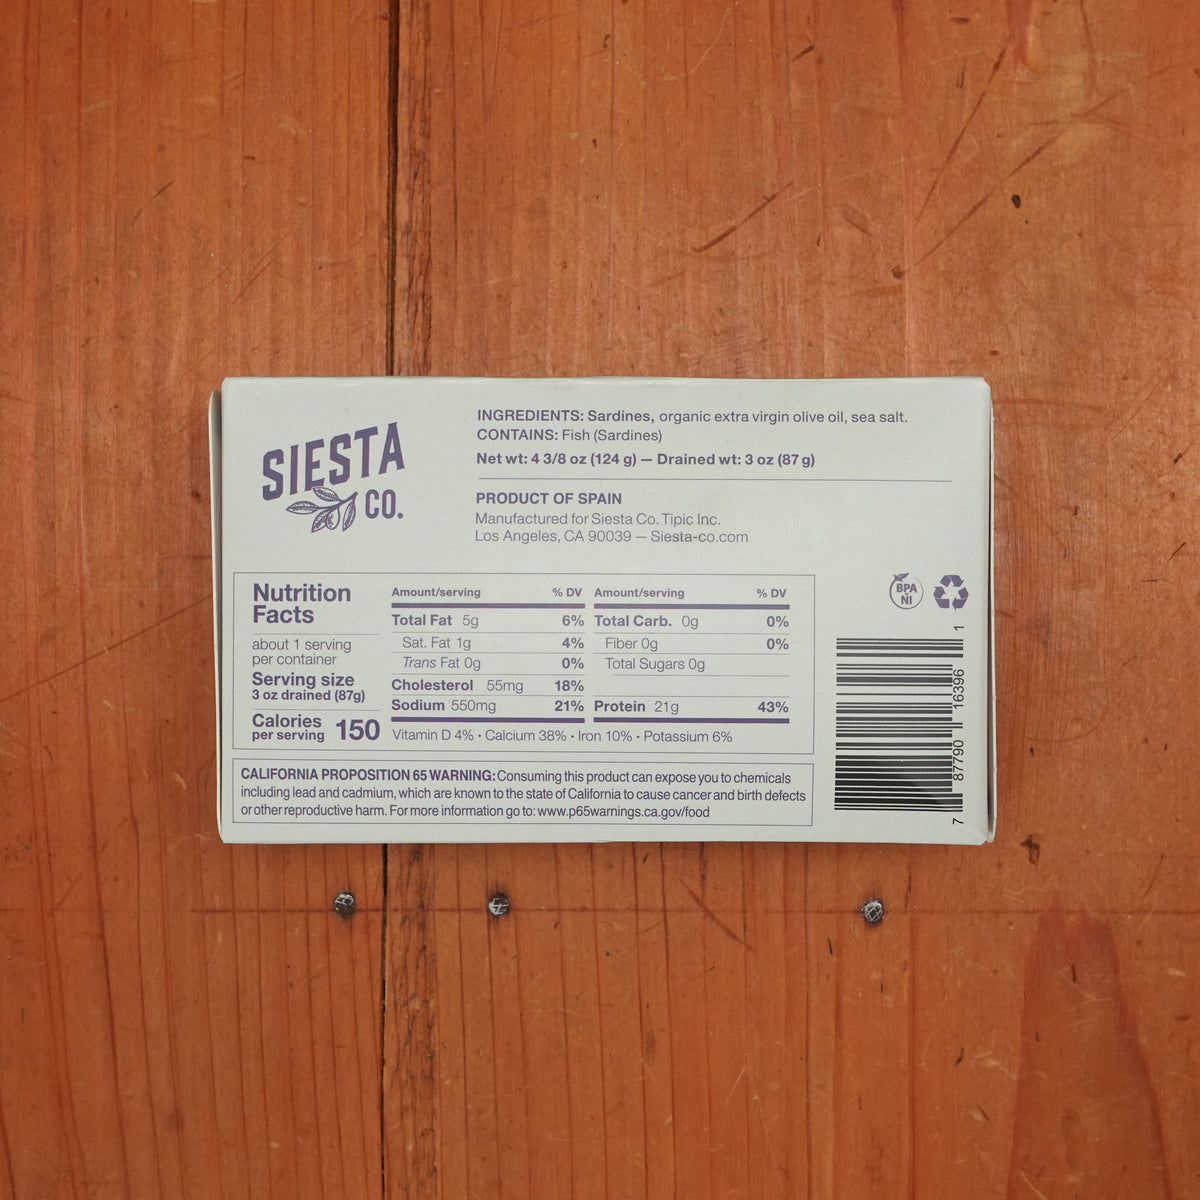 SIESTA
CO.
INGREDIENTS: Sardines, organic extra virgin olive oil, sea salt.
CONTAINS: Fish (Sardines)
Net wt: 4 3/8 oz (124 g) — Drained wt: 3 oz (87 g)
PRODUCT OF SPAIN
Manufactured for Siesta Co. Tipic Inc.
Los Angeles, CA 90039 — Siesta-co.com
Nutrition
Facts
about 1 serving
per container
Serving size
3 oz drained (87g)
Calories
per serving 150
Amount/serving % DV
Total Fat 5g 6%
Sat. Fat 1g 4%
Trans Fat 0g 0%
Cholesterol 55mg 18%
Sodium 550mg 21%
Amount/serving % DV
Total Carb. 0g 0%
Fiber 0g 0%
Total Sugars 0g
Protein 21g 43%
Vitamin D 4% • Calcium 38% • Iron 10% • Potassium 6%
CALIFORNIA PROPOSITION 65 WARNING: Consuming this product can expose you to chemicals
including lead and cadmium, which are known to the state of California to cause cancer and birth defects
or other reproductive harm. For more information go to: www.p65warnings.ca.gov/food
BPA
NI
7 87790 16396 1